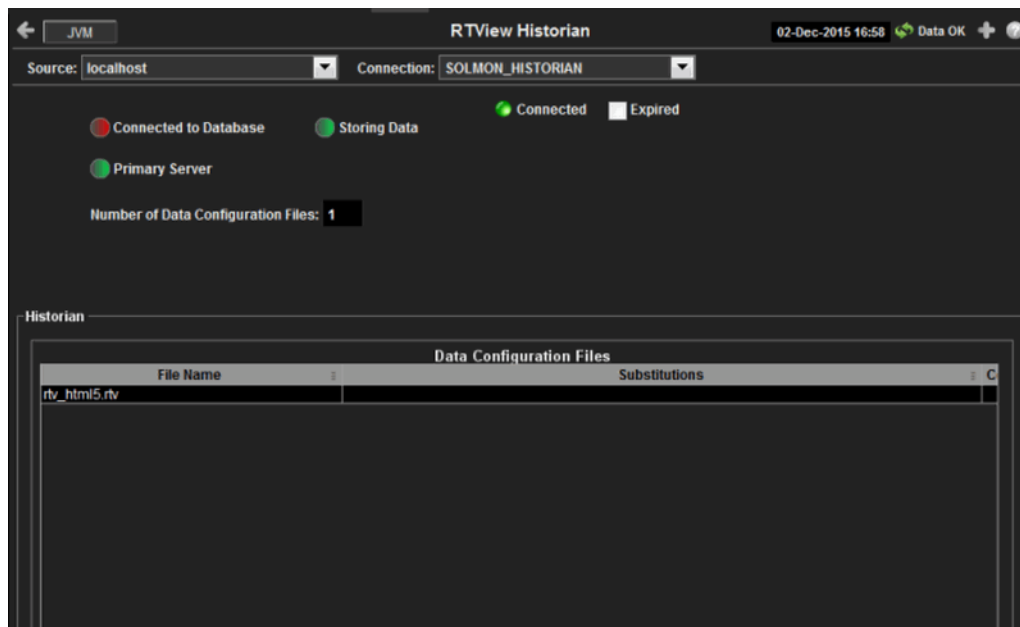 JVM RTView Historian 02-Dec-2015 16:58 Data OK
Source: localhost Connection: SOLMON_HISTORIAN
Connected Expired
Connected to Database Storing Data
Primary Server
Number of Data Configuration Files: 1
Historian
Data Configuration Files
File Name Substitutions C
rtv_html5.rtv